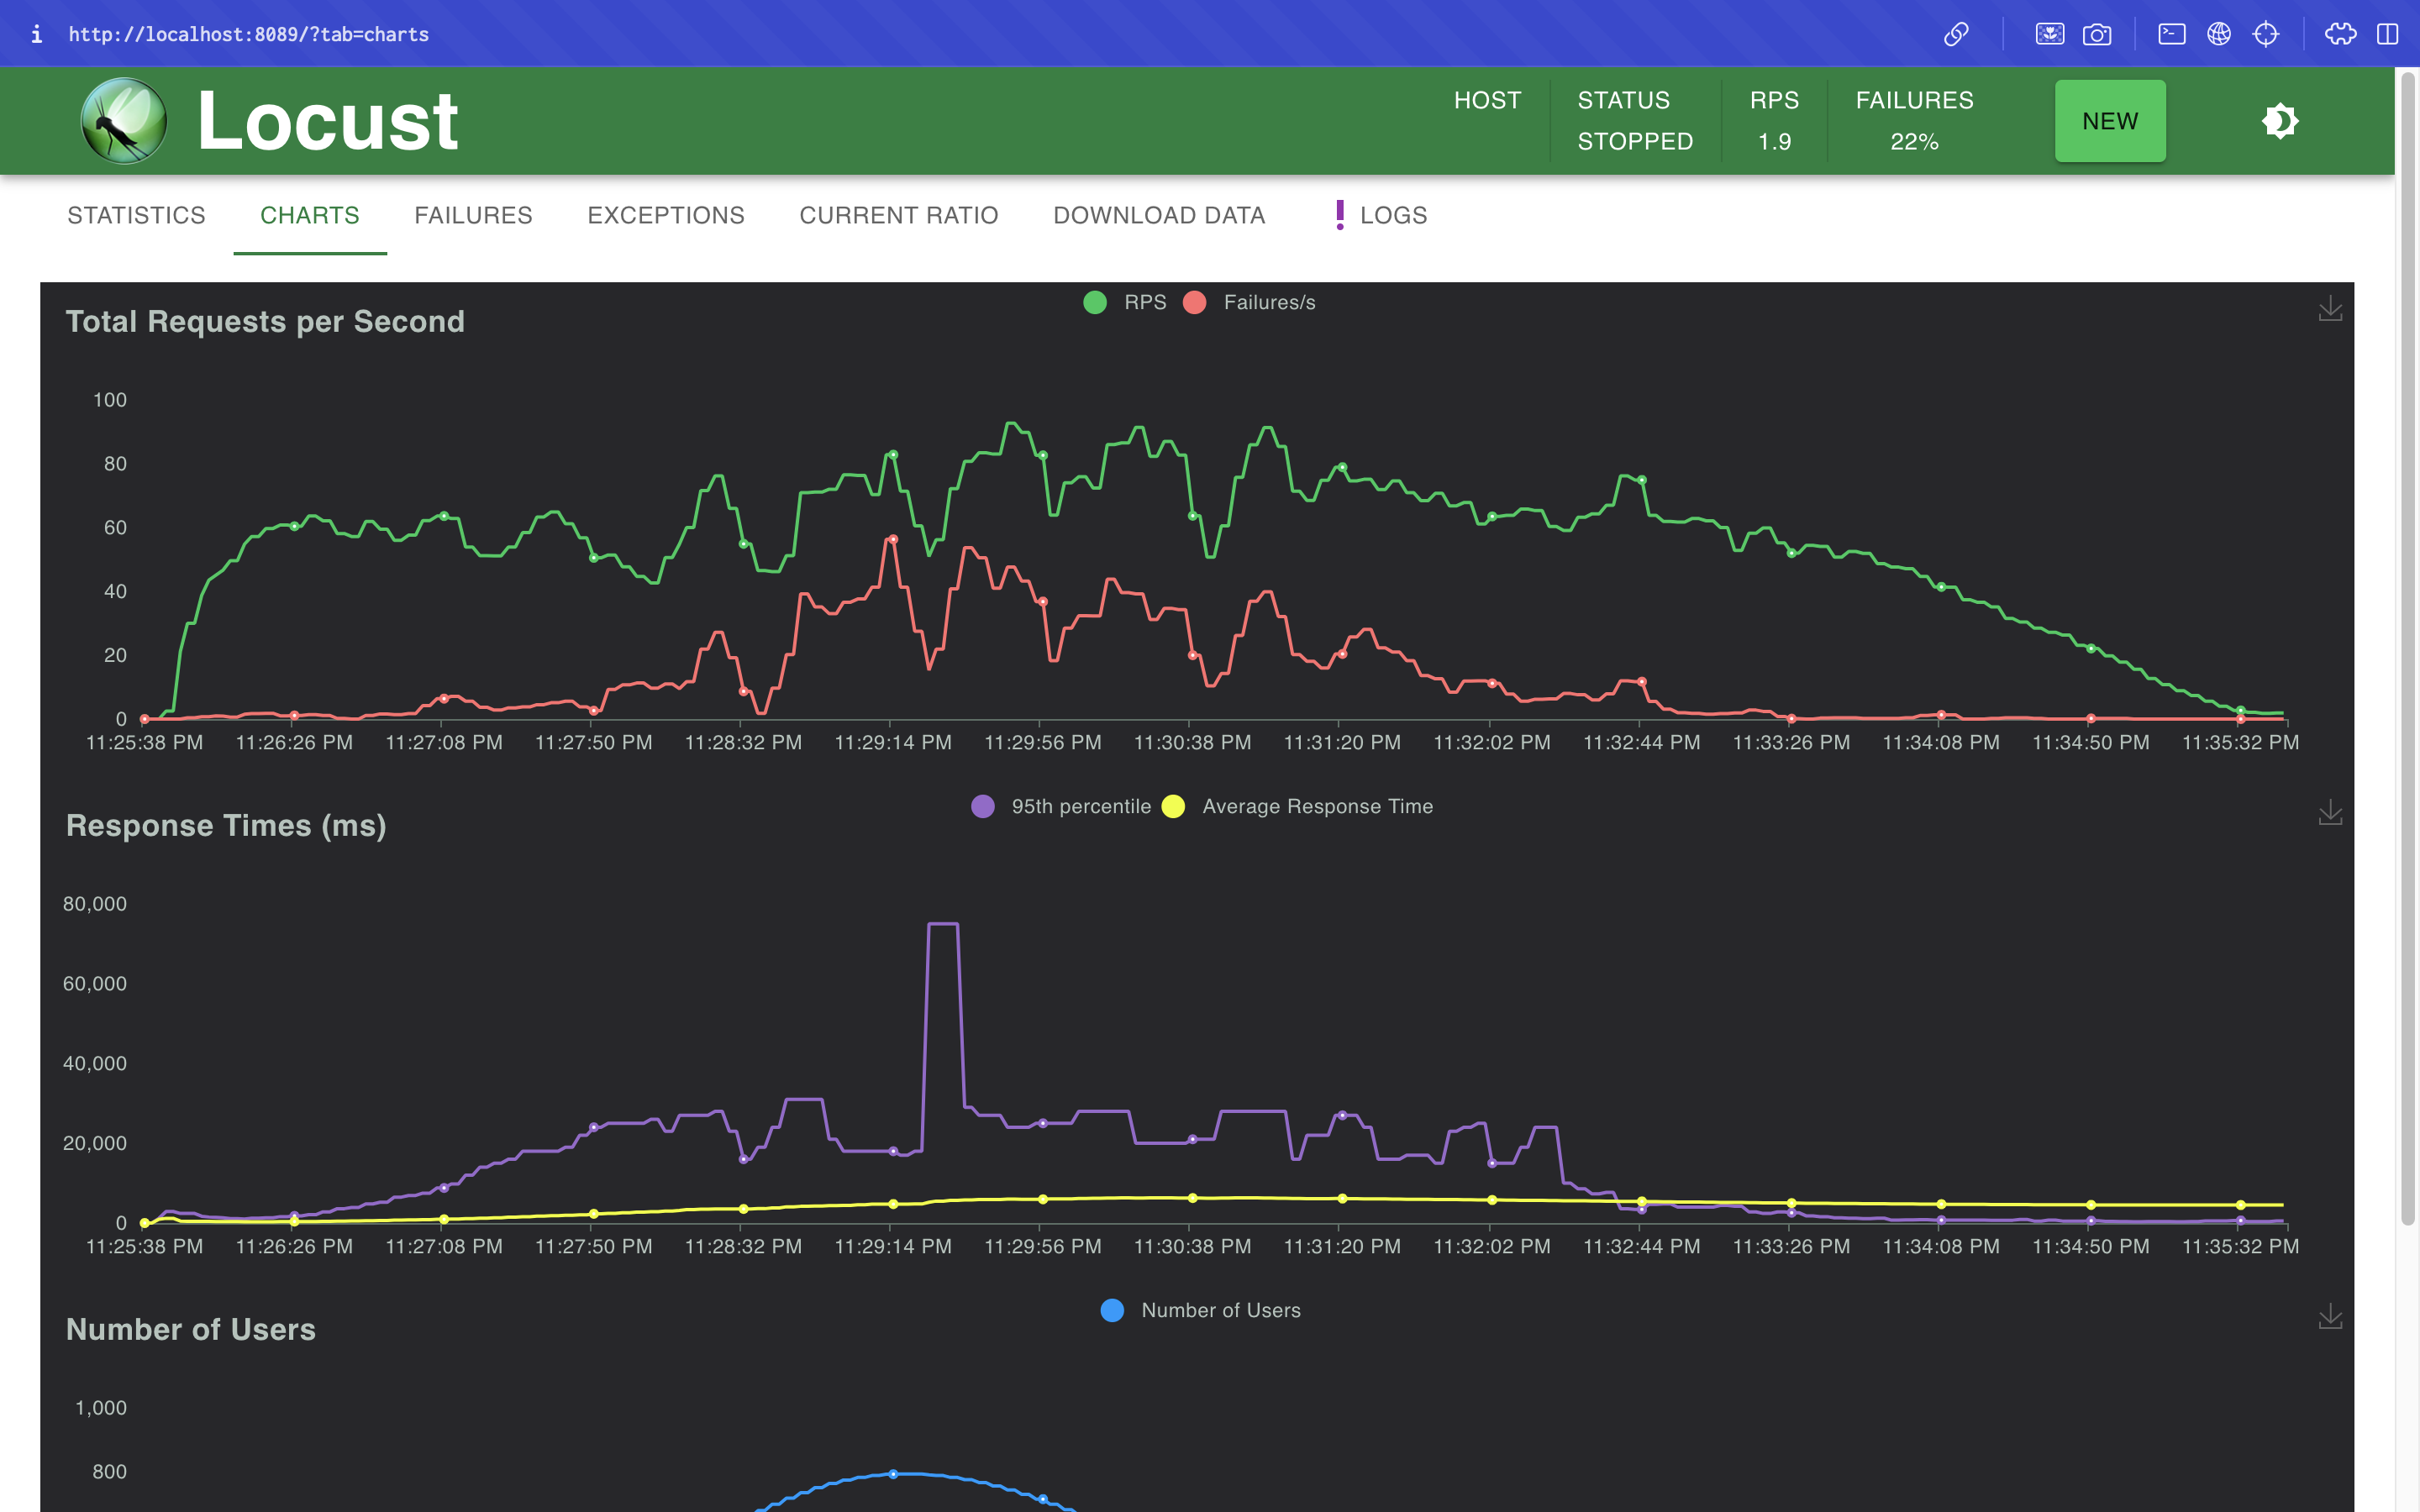 i http://localhost:8089/?tab=charts
Locust
HOST STATUS RPS FAILURES
STOPPED 1.9 22%
NEW
STATISTICS CHARTS FAILURES EXCEPTIONS CURRENT RATIO DOWNLOAD DATA ! LOGS
RPS Failures/s
Total Requests per Second
100
80
60
40
20
0
11:25:38 PM 11:26:26 PM 11:27:08 PM 11:27:50 PM 11:28:32 PM 11:29:14 PM 11:29:56 PM 11:30:38 PM 11:31:20 PM 11:32:02 PM 11:32:44 PM 11:33:26 PM 11:34:08 PM 11:34:50 PM 11:35:32 PM
95th percentile Average Response Time
Response Times (ms)
80,000
60,000
40,000
20,000
0
11:25:38 PM 11:26:26 PM 11:27:08 PM 11:27:50 PM 11:28:32 PM 11:29:14 PM 11:29:56 PM 11:30:38 PM 11:31:20 PM 11:32:02 PM 11:32:44 PM 11:33:26 PM 11:34:08 PM 11:34:50 PM 11:35:32 PM
Number of Users
Number of Users
1,000
800